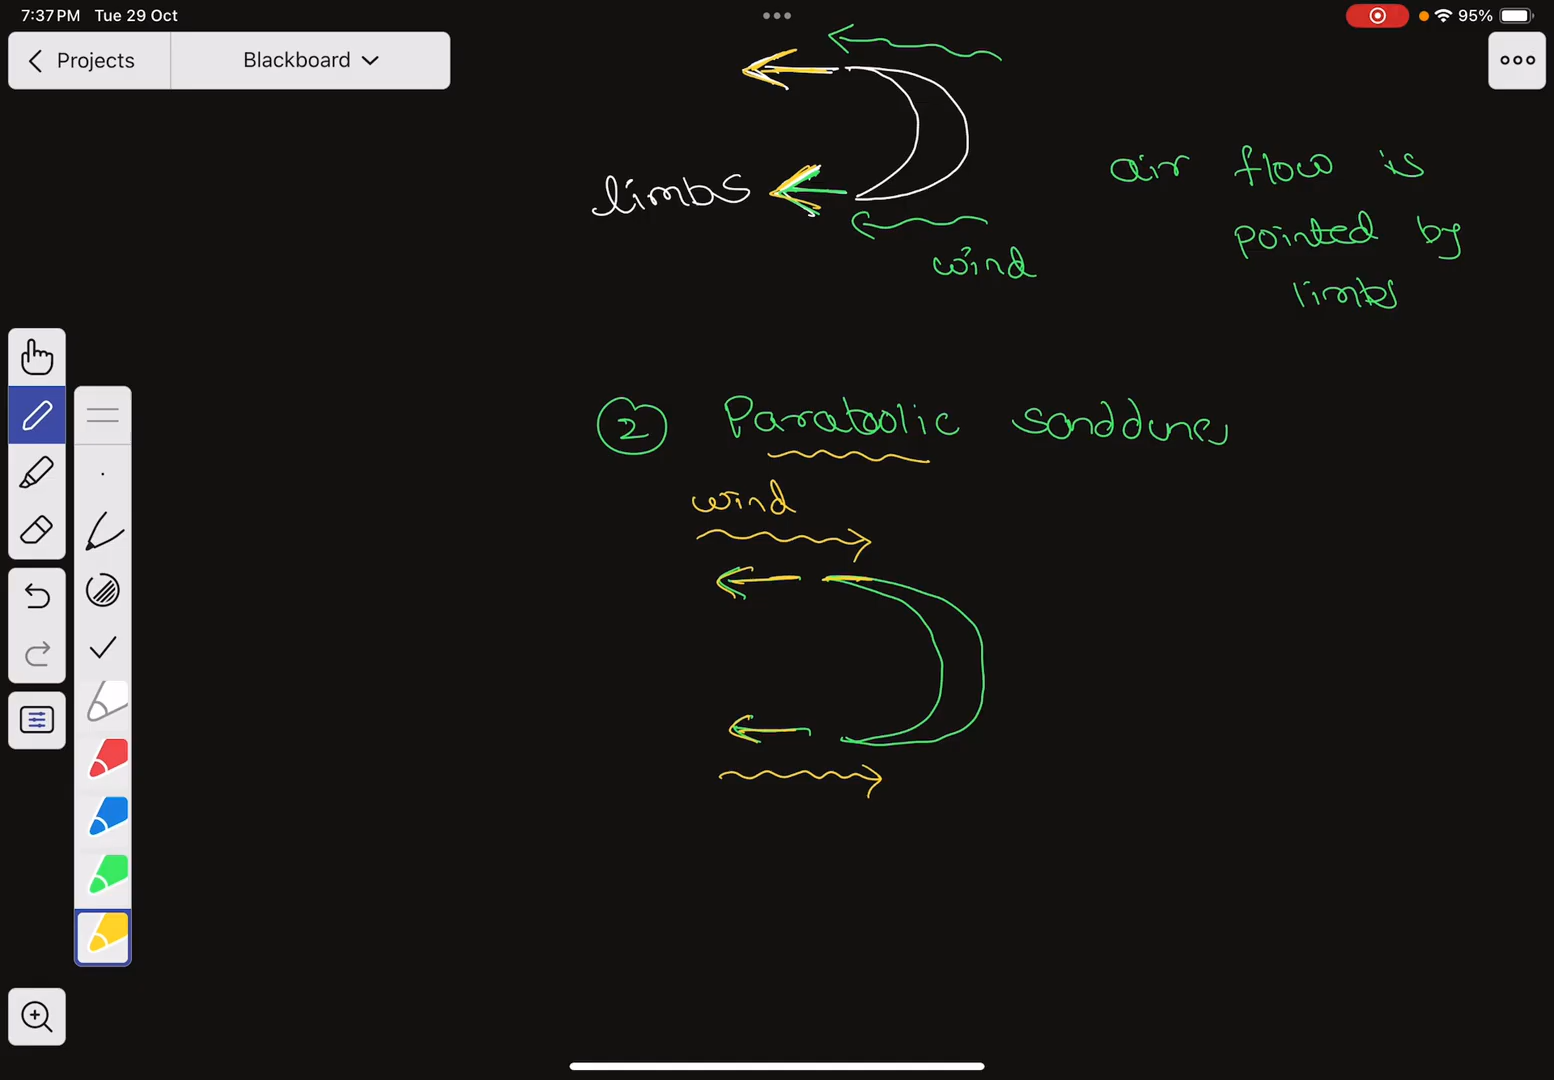 7:37 PM Tue 29 Oct
95%
Projects
Blackboard
limbs
wind
air flow is
pointed by
limbs
2 Parabolic sanddunes
wind